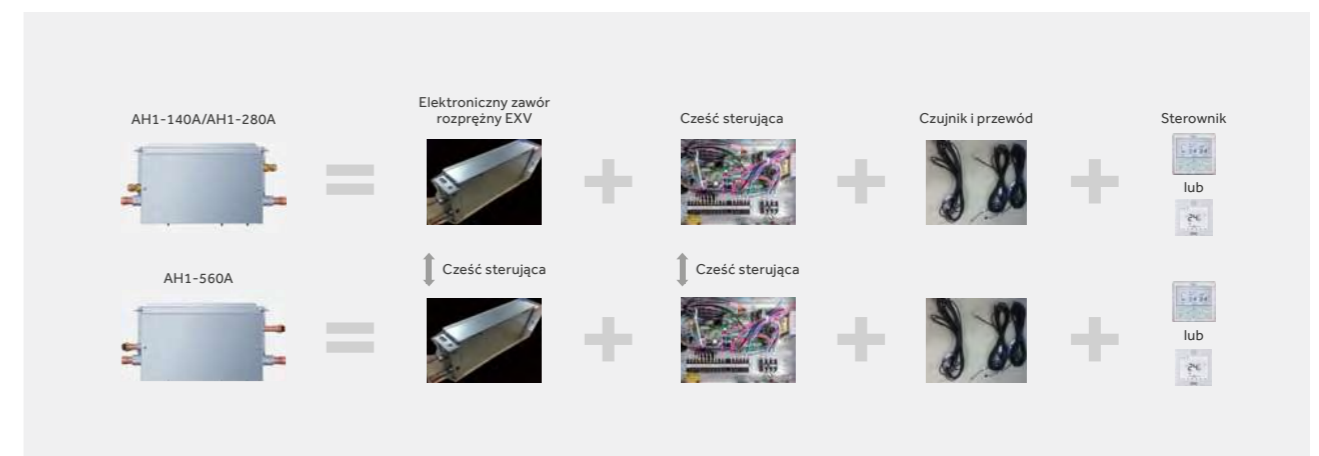 AH1-140A/AH1-280A
Elektroniczny zawór
rozprężny EXV
Cześć sterująca
Czujnik i przewód
Sterownik
lub
Cześć sterująca
Cześć sterująca
AH1-560A
lub